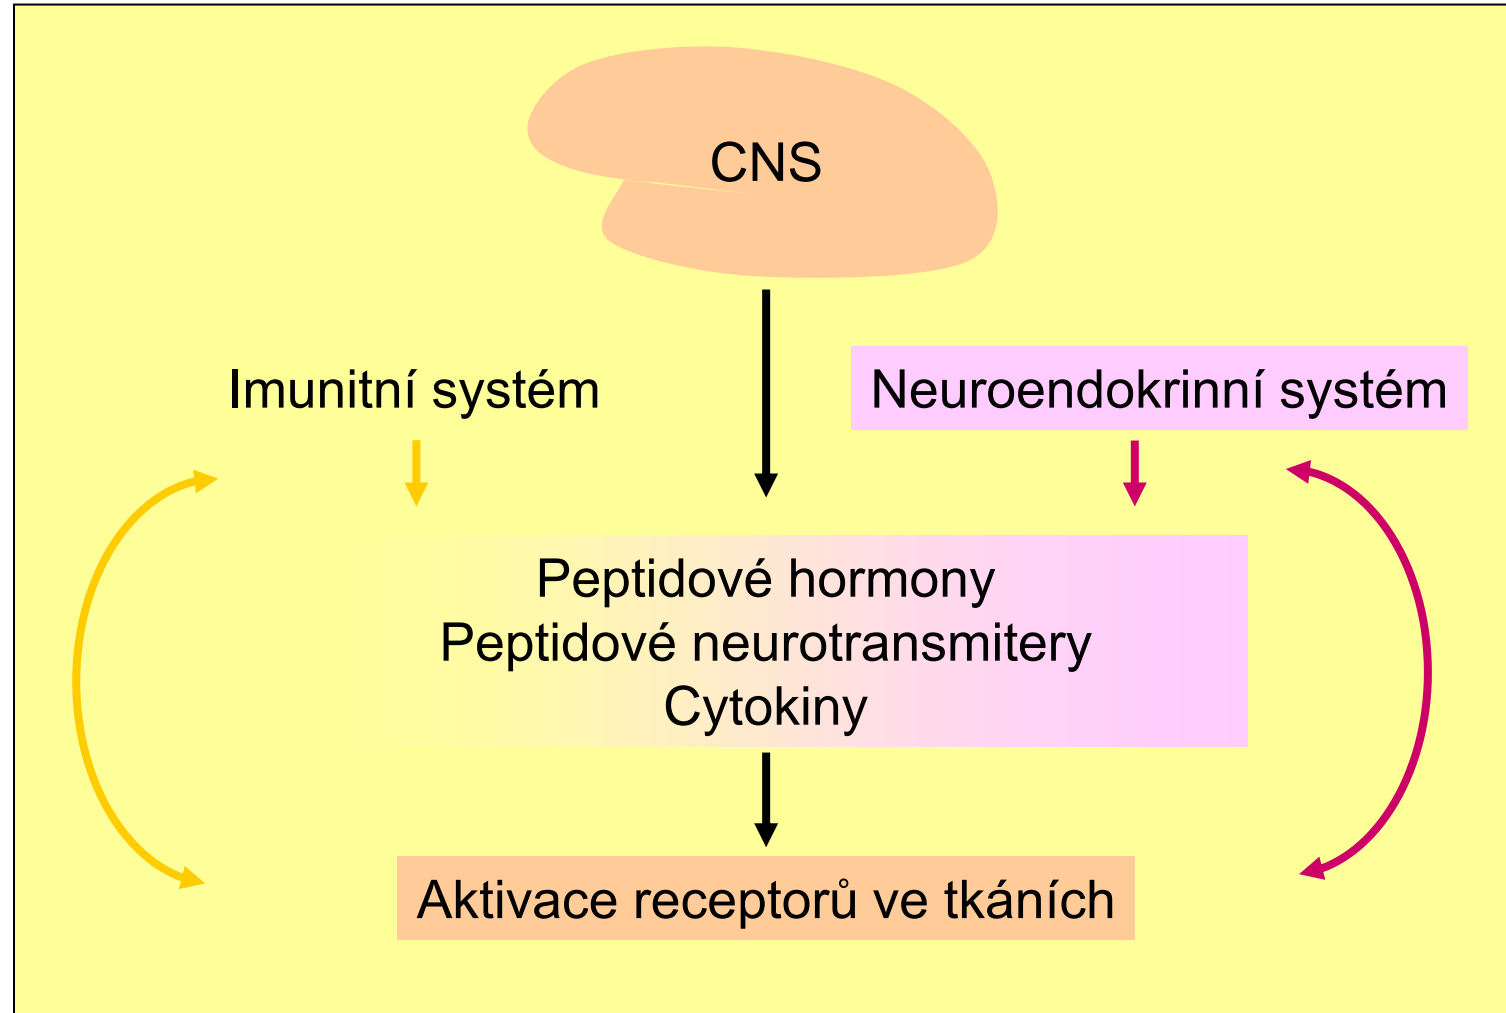 CNS
Imunitní systém
Neuroendokrinní systém
Peptidové hormony
Peptidové neurotransmitery
Cytokiny
Aktivace receptorů ve tkáních